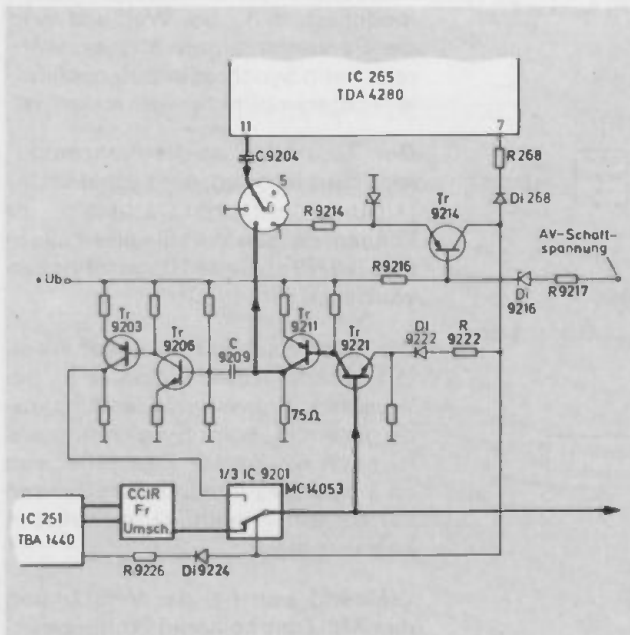 IC 265
TDA 4280
11
7
C 9204
R 268
5
6
Di 268
R 9214
Tr
9214
AV-Schalt-
spannung
+Ub
R 9216
Di
9216
R 9217
Tr
9203
Tr
9206
C
9209
Tr
9211
Tr
9221
DI
9222
R
9222
75Ω
1/3 IC 9201
MC14053
CCIR
Fr
Umsch
IC 251
TBA 1440
R 9226
Di 9224